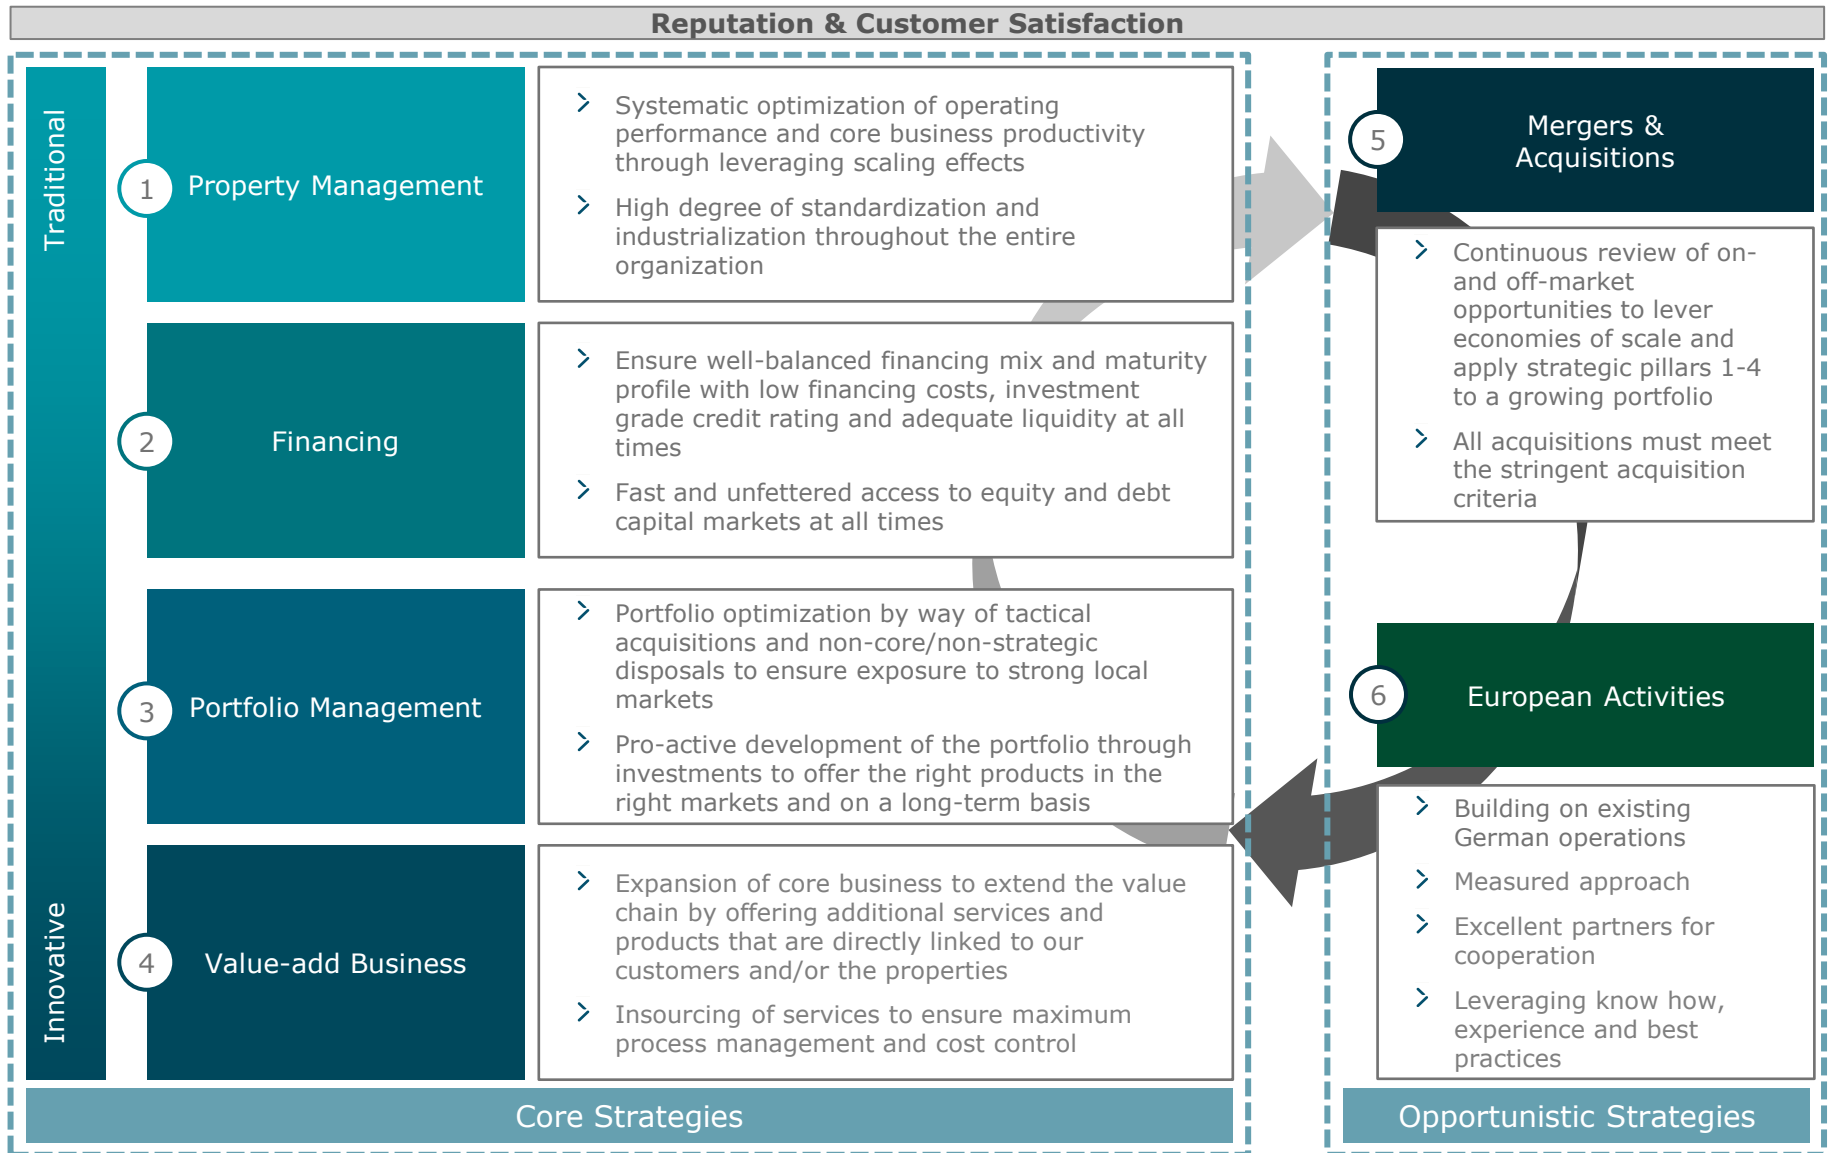 Reputation & Customer Satisfaction
Traditional
Innovative
1
Property Management
Systematic optimization of operating
performance and core business productivity
through leveraging scaling effects
High degree of standardization and
industrialization throughout the entire
organization
2
Financing
Ensure well-balanced financing mix and maturity
profile with low financing costs, investment
grade credit rating and adequate liquidity at all
times
Fast and unfettered access to equity and debt
capital markets at all times
3
Portfolio Management
Portfolio optimization by way of tactical
acquisitions and non-core/non-strategic
disposals to ensure exposure to strong local
markets
Pro-active development of the portfolio through
investments to offer the right products in the
right markets and on a long-term basis
4
Value-add Business
Expansion of core business to extend the value
chain by offering additional services and
products that are directly linked to our
customers and/or the properties
Insourcing of services to ensure maximum
process management and cost control
Core Strategies
5
Mergers &
Acquisitions
Continuous review of on-
and off-market
opportunities to lever
economies of scale and
apply strategic pillars 1-4
to a growing portfolio
All acquisitions must meet
the stringent acquisition
criteria
6
European Activities
Building on existing
German operations
Measured approach
Excellent partners for
cooperation
Leveraging know how,
experience and best
practices
Opportunistic Strategies